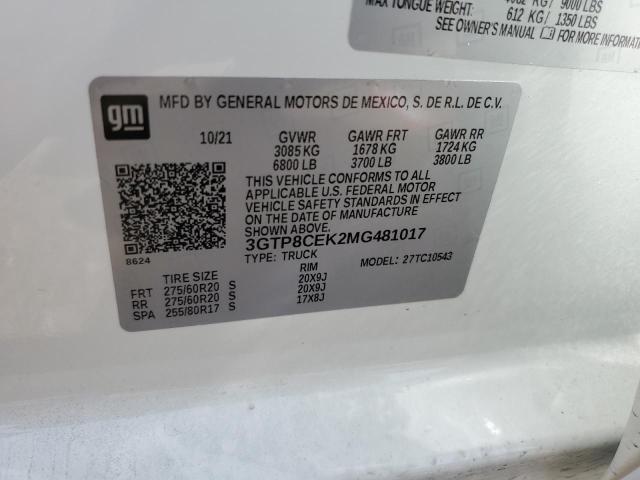 KG / 9000 LBS
MAX TONGUE WEIGHT:
612 KG / 1350 LBS
SEE OWNER'S MANUAL FOR MORE INFORMATION
gm
MFD BY GENERAL MOTORS DE MEXICO, S. DE R.L. DE C.V.
10/21 GVWR GAWR FRT GAWR RR
3085 KG 1678 KG 1724 KG
6800 LB 3700 LB 3800 LB
THIS VEHICLE CONFORMS TO ALL
APPLICABLE U.S. FEDERAL MOTOR
VEHICLE SAFETY STANDARDS IN EFFECT
ON THE DATE OF MANUFACTURE
3GTP8CEK2MG481017
8624
TYPE: TRUCK MODEL: 27TC10543
TIRE SIZE RIM
FRT 275/60R20 S 20X9J
RR 275/60R20 S 20X9J
SPA 255/80R17 S 17X8J